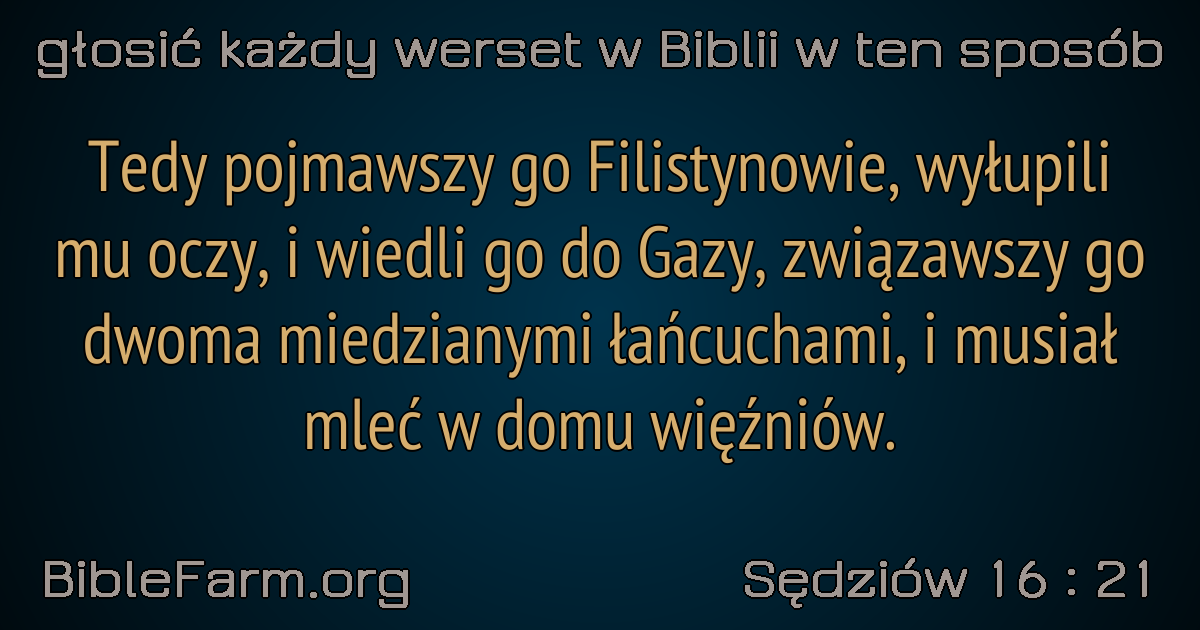 głosić każdy werset w Biblii w ten sposób
Tedy pojmawszy go Filistynowie, wyłupili
mu oczy, i wiedli go do Gazy, związawszy go
dwoma miedzianymi łańcuchami, i musiał
mleć w domu więźniów.
BibleFarm.org
Sędziów 16 : 21